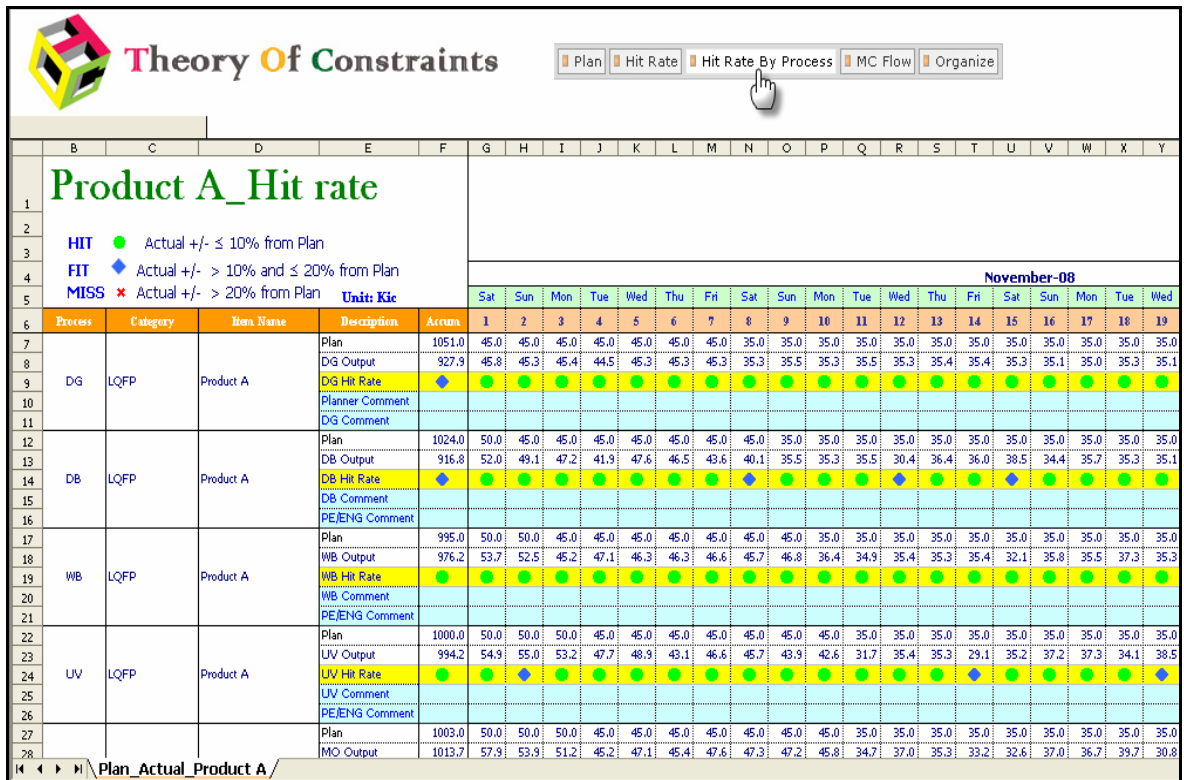 Theory Of Constraints
Plan Hit Rate Hit Rate By Process MC Flow Organize
B C D E F G H I J K L M N O P Q R S T U V W X Y
1 Product A_Hit rate
2
HIT Actual +/- ≤ 10% from Plan
3
FIT Actual +/- > 10% and ≤ 20% from Plan
4 November-08
MISS Actual +/- > 20% from Plan Unit: Kic
5 Sat Sun Mon Tue Wed Thu Fri Sat Sun Mon Tue Wed Thu Fri Sat Sun Mon Tue Wed
6 Process Category Item Name Description Accum 1 2 3 4 5 6 7 8 9 10 11 12 13 14 15 16 17 18 19
7 Plan 1051.0 45.0 45.0 45.0 45.0 45.0 45.0 45.0 35.0 35.0 35.0 35.0 35.0 35.0 35.0 35.0 35.0 35.0 35.0 35.0
8 DG Output 927.9 45.8 45.3 45.4 44.5 45.3 45.3 45.3 35.3 35.5 35.3 35.5 35.3 35.4 35.4 35.3 35.1 35.0 35.3 35.1
9 DG LQFP Product A DG Hit Rate
10 Planner Comment
11 DG Comment
12 Plan 1024.0 50.0 45.0 45.0 45.0 45.0 45.0 45.0 45.0 35.0 35.0 35.0 35.0 35.0 35.0 35.0 35.0 35.0 35.0 35.0
13 DB Output 916.8 52.0 49.1 47.2 41.9 47.6 46.5 43.6 40.1 35.5 35.3 35.5 30.4 36.4 36.0 38.5 34.4 35.7 35.3 35.1
14 DB LQFP Product A DB Hit Rate
15 DB Comment
16 PE/ENG Comment
17 Plan 995.0 50.0 50.0 45.0 45.0 45.0 45.0 45.0 45.0 45.0 35.0 35.0 35.0 35.0 35.0 35.0 35.0 35.0 35.0 35.0
18 WB Output 976.2 53.7 52.5 45.2 47.1 46.3 46.3 46.6 45.7 46.8 36.4 34.9 35.4 35.3 35.4 32.1 35.8 35.5 37.3 35.3
19 WB LQFP Product A WB Hit Rate
20 WB Comment
21 PE/ENG Comment
22 Plan 1000.0 50.0 50.0 50.0 45.0 45.0 45.0 45.0 45.0 45.0 45.0 35.0 35.0 35.0 35.0 35.0 35.0 35.0 35.0 35.0
23 UV Output 994.2 54.9 55.0 53.2 47.7 48.9 43.1 46.6 45.7 43.9 42.6 31.7 35.4 35.3 29.1 35.2 37.2 37.3 34.1 38.5
24 UV LQFP Product A UV Hit Rate
25 UV Comment
26 PE/ENG Comment
27 Plan 1003.0 50.0 50.0 50.0 45.0 45.0 45.0 45.0 45.0 45.0 45.0 35.0 35.0 35.0 35.0 35.0 35.0 35.0 35.0 35.0
28 MO Output 1013.7 57.9 53.9 51.2 45.2 47.1 45.4 47.6 47.3 47.2 45.8 34.7 37.0 35.3 33.2 32.6 37.0 36.7 39.7 30.8
Plan_Actual_Product A